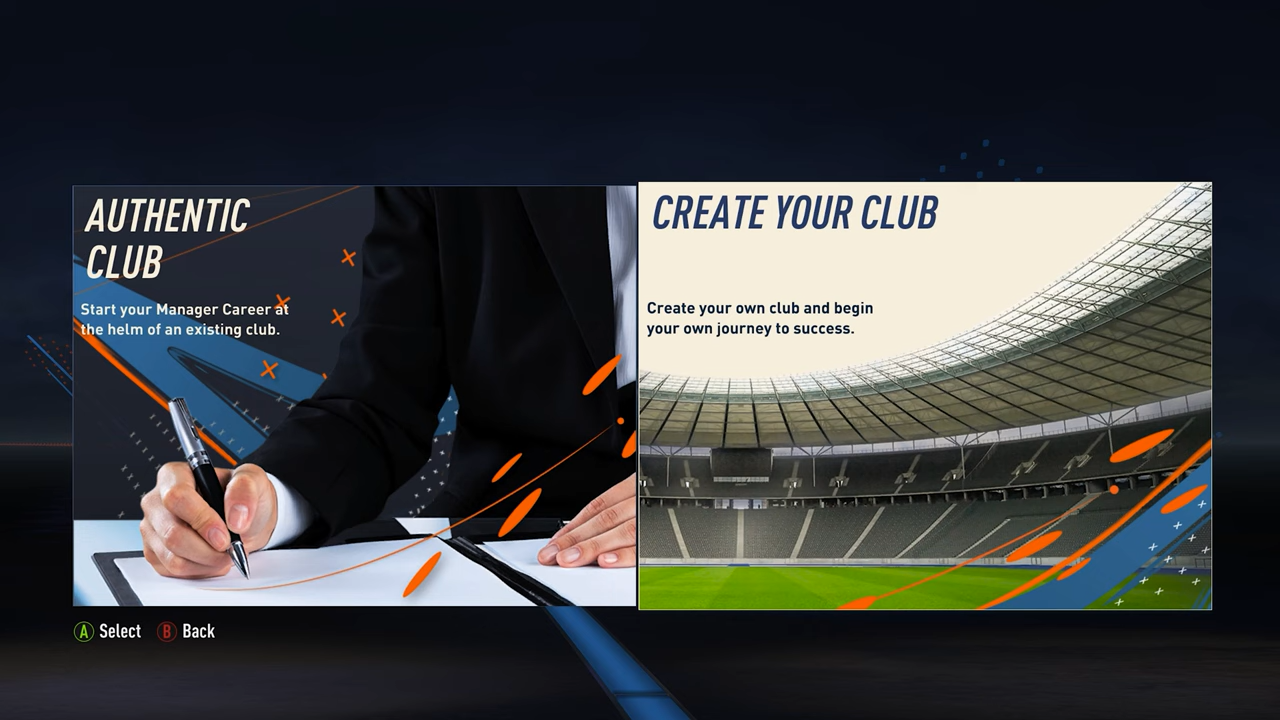 AUTHENTIC
CLUB
Start your Manager Career at
the helm of an existing club.
CREATE YOUR CLUB
Create your own club and begin
your own journey to success.
A Select B Back